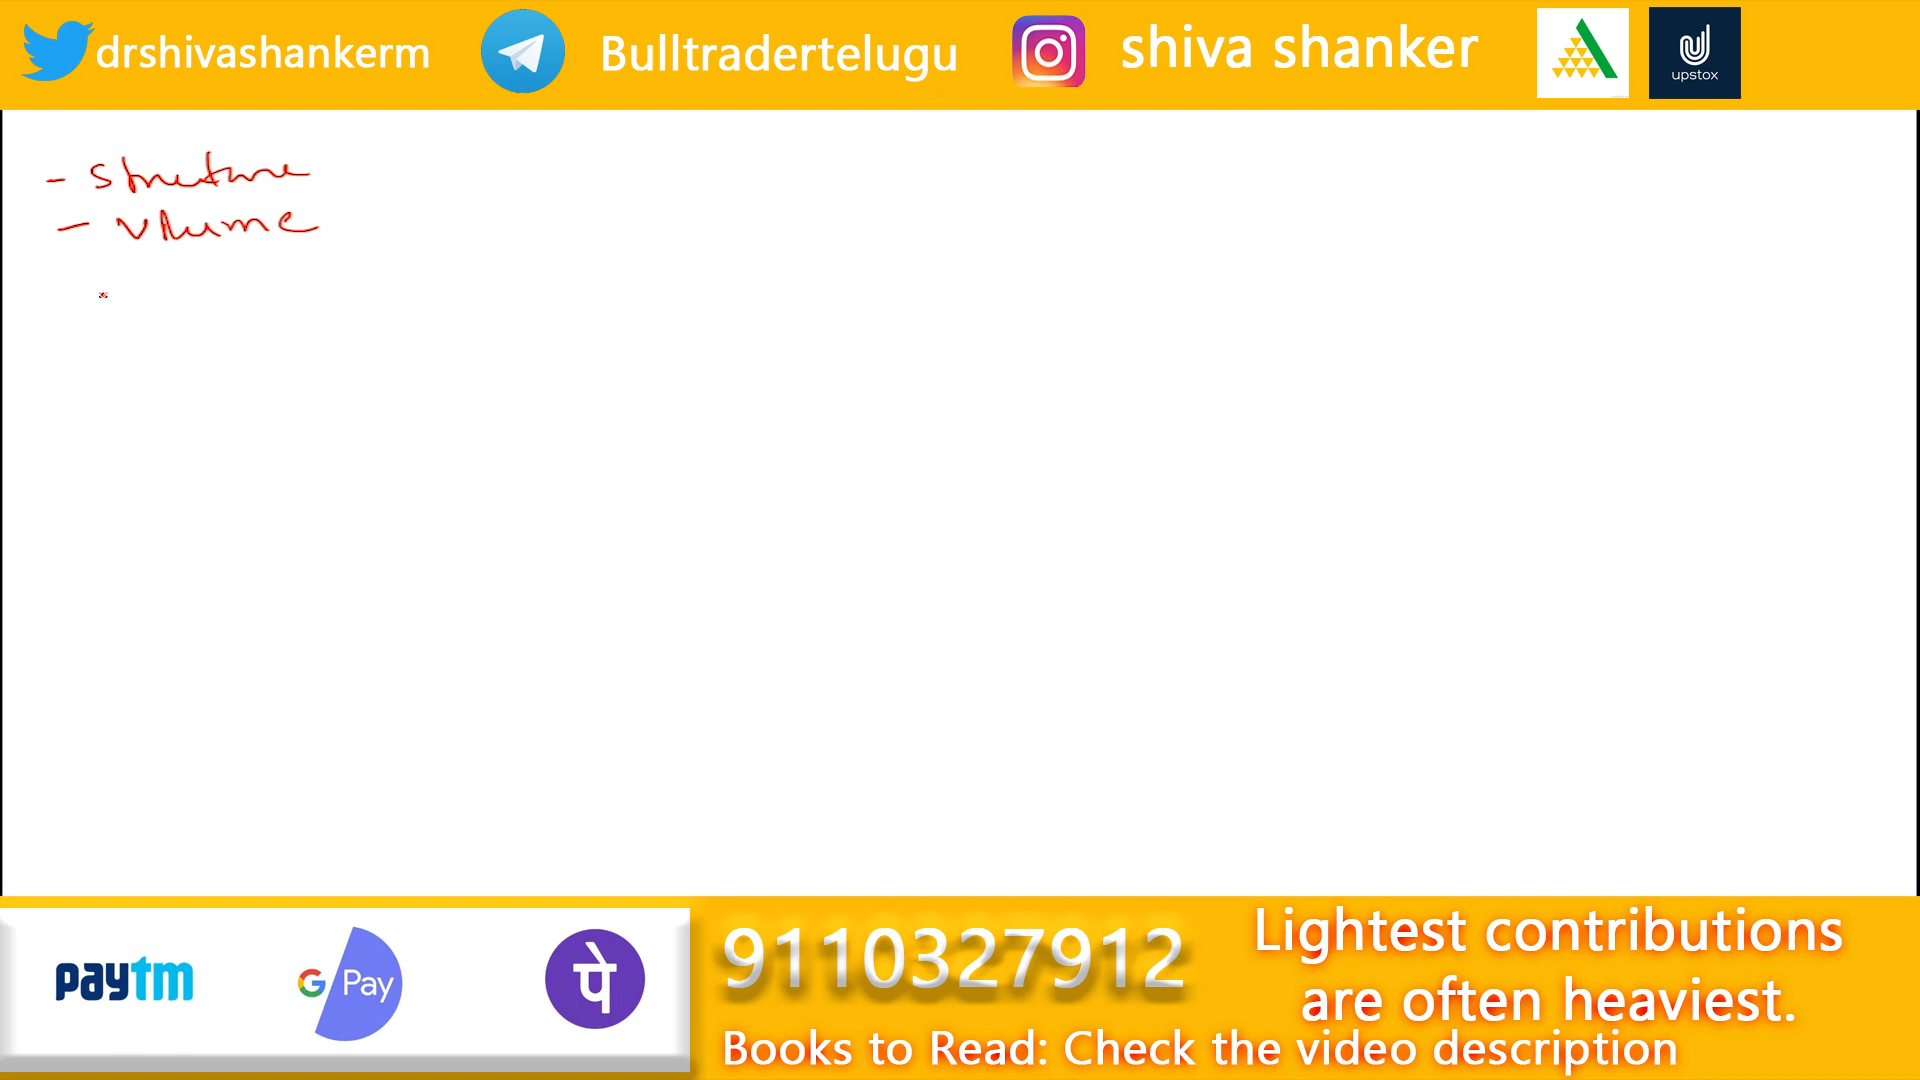 drshivashankerm
Bulltradertelugu
shiva shanker
upstox
- Structure
- Volume
paytm
G Pay
पे
9110327912
Lightest contributions
are often heaviest.
Books to Read: Check the video description